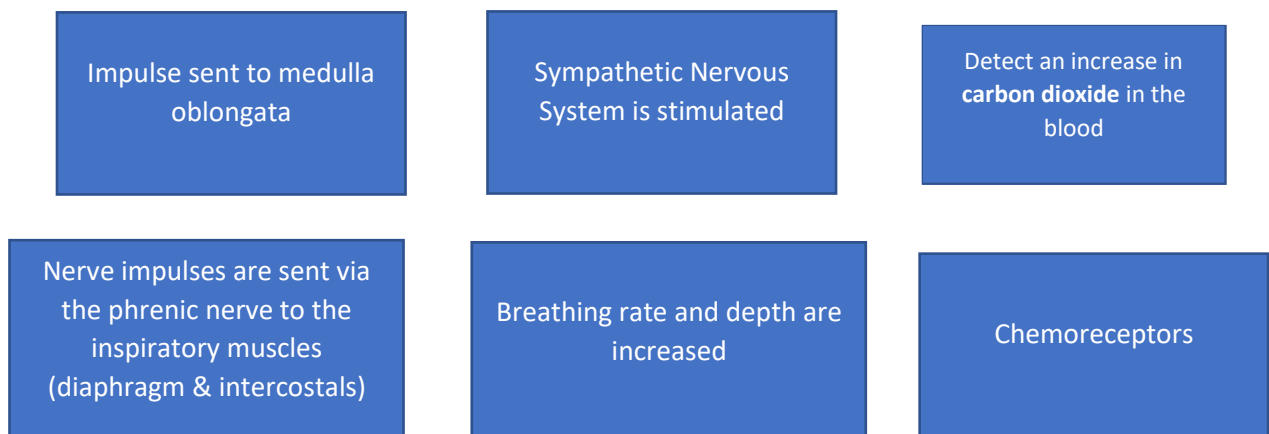 Impulse sent to medulla
oblongata
Sympathetic Nervous
System is stimulated
Detect an increase in
carbon dioxide in the
blood
Nerve impulses are sent via
the phrenic nerve to the
inspiratory muscles
(diaphragm & intercostals)
Breathing rate and depth are
increased
Chemoreceptors